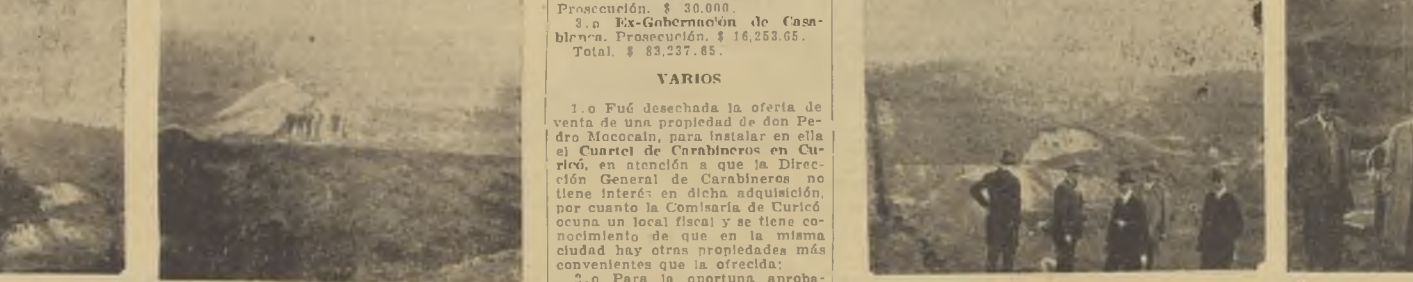 Prosecución. $ 30.000.
3.o Ex-Gobernación de Casa-
blanca. Prosecución. $ 16,253.65.
Total. $ 83,237.65.
VARIOS
1.o Fué desechada la oferta de
venta de una propiedad de don Pe-
dro Mococain, para instalar en ella
el Cuartel de Carabineros en Cu-
ricó, en atención a que la Direc-
ción General de Carabineros no
tiene interés en dicha adquisición,
por cuanto la Comisaría de Curicó
ocupa un local fiscal y se tiene co-
nocimiento de que en la misma
ciudad hay otras propiedades más
convenientes que la ofrecida;
2.o Para la oportuna aproba-